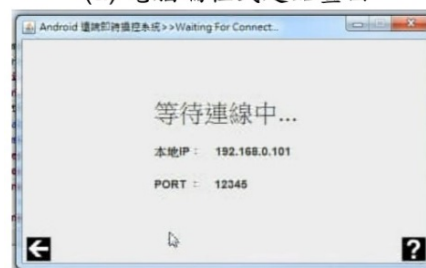 Android 遠端即時操控系統>>Waiting For Connect...
等待連線中...
本地IP： 192.168.0.101
PORT ： 12345
?